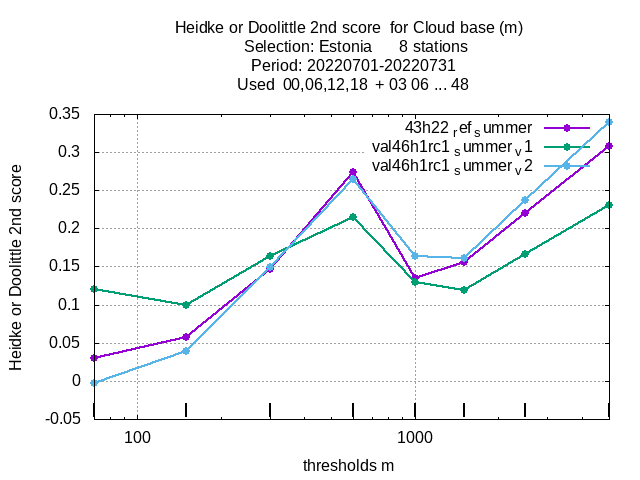 Heidke or Doolittle 2nd score for Cloud base (m)
Selection: Estonia 8 stations
Period: 20220701-20220731
Used 00,06,12,18 + 03 06 ... 48
43h22 ref summer
val46h1rc1 summer v1
val46h1rc1 summer v2
0.35
0.3
0.25
0.2
0.15
0.1
0.05
0
-0.05
Heidke or Doolittle 2nd score
100
1000
thresholds m